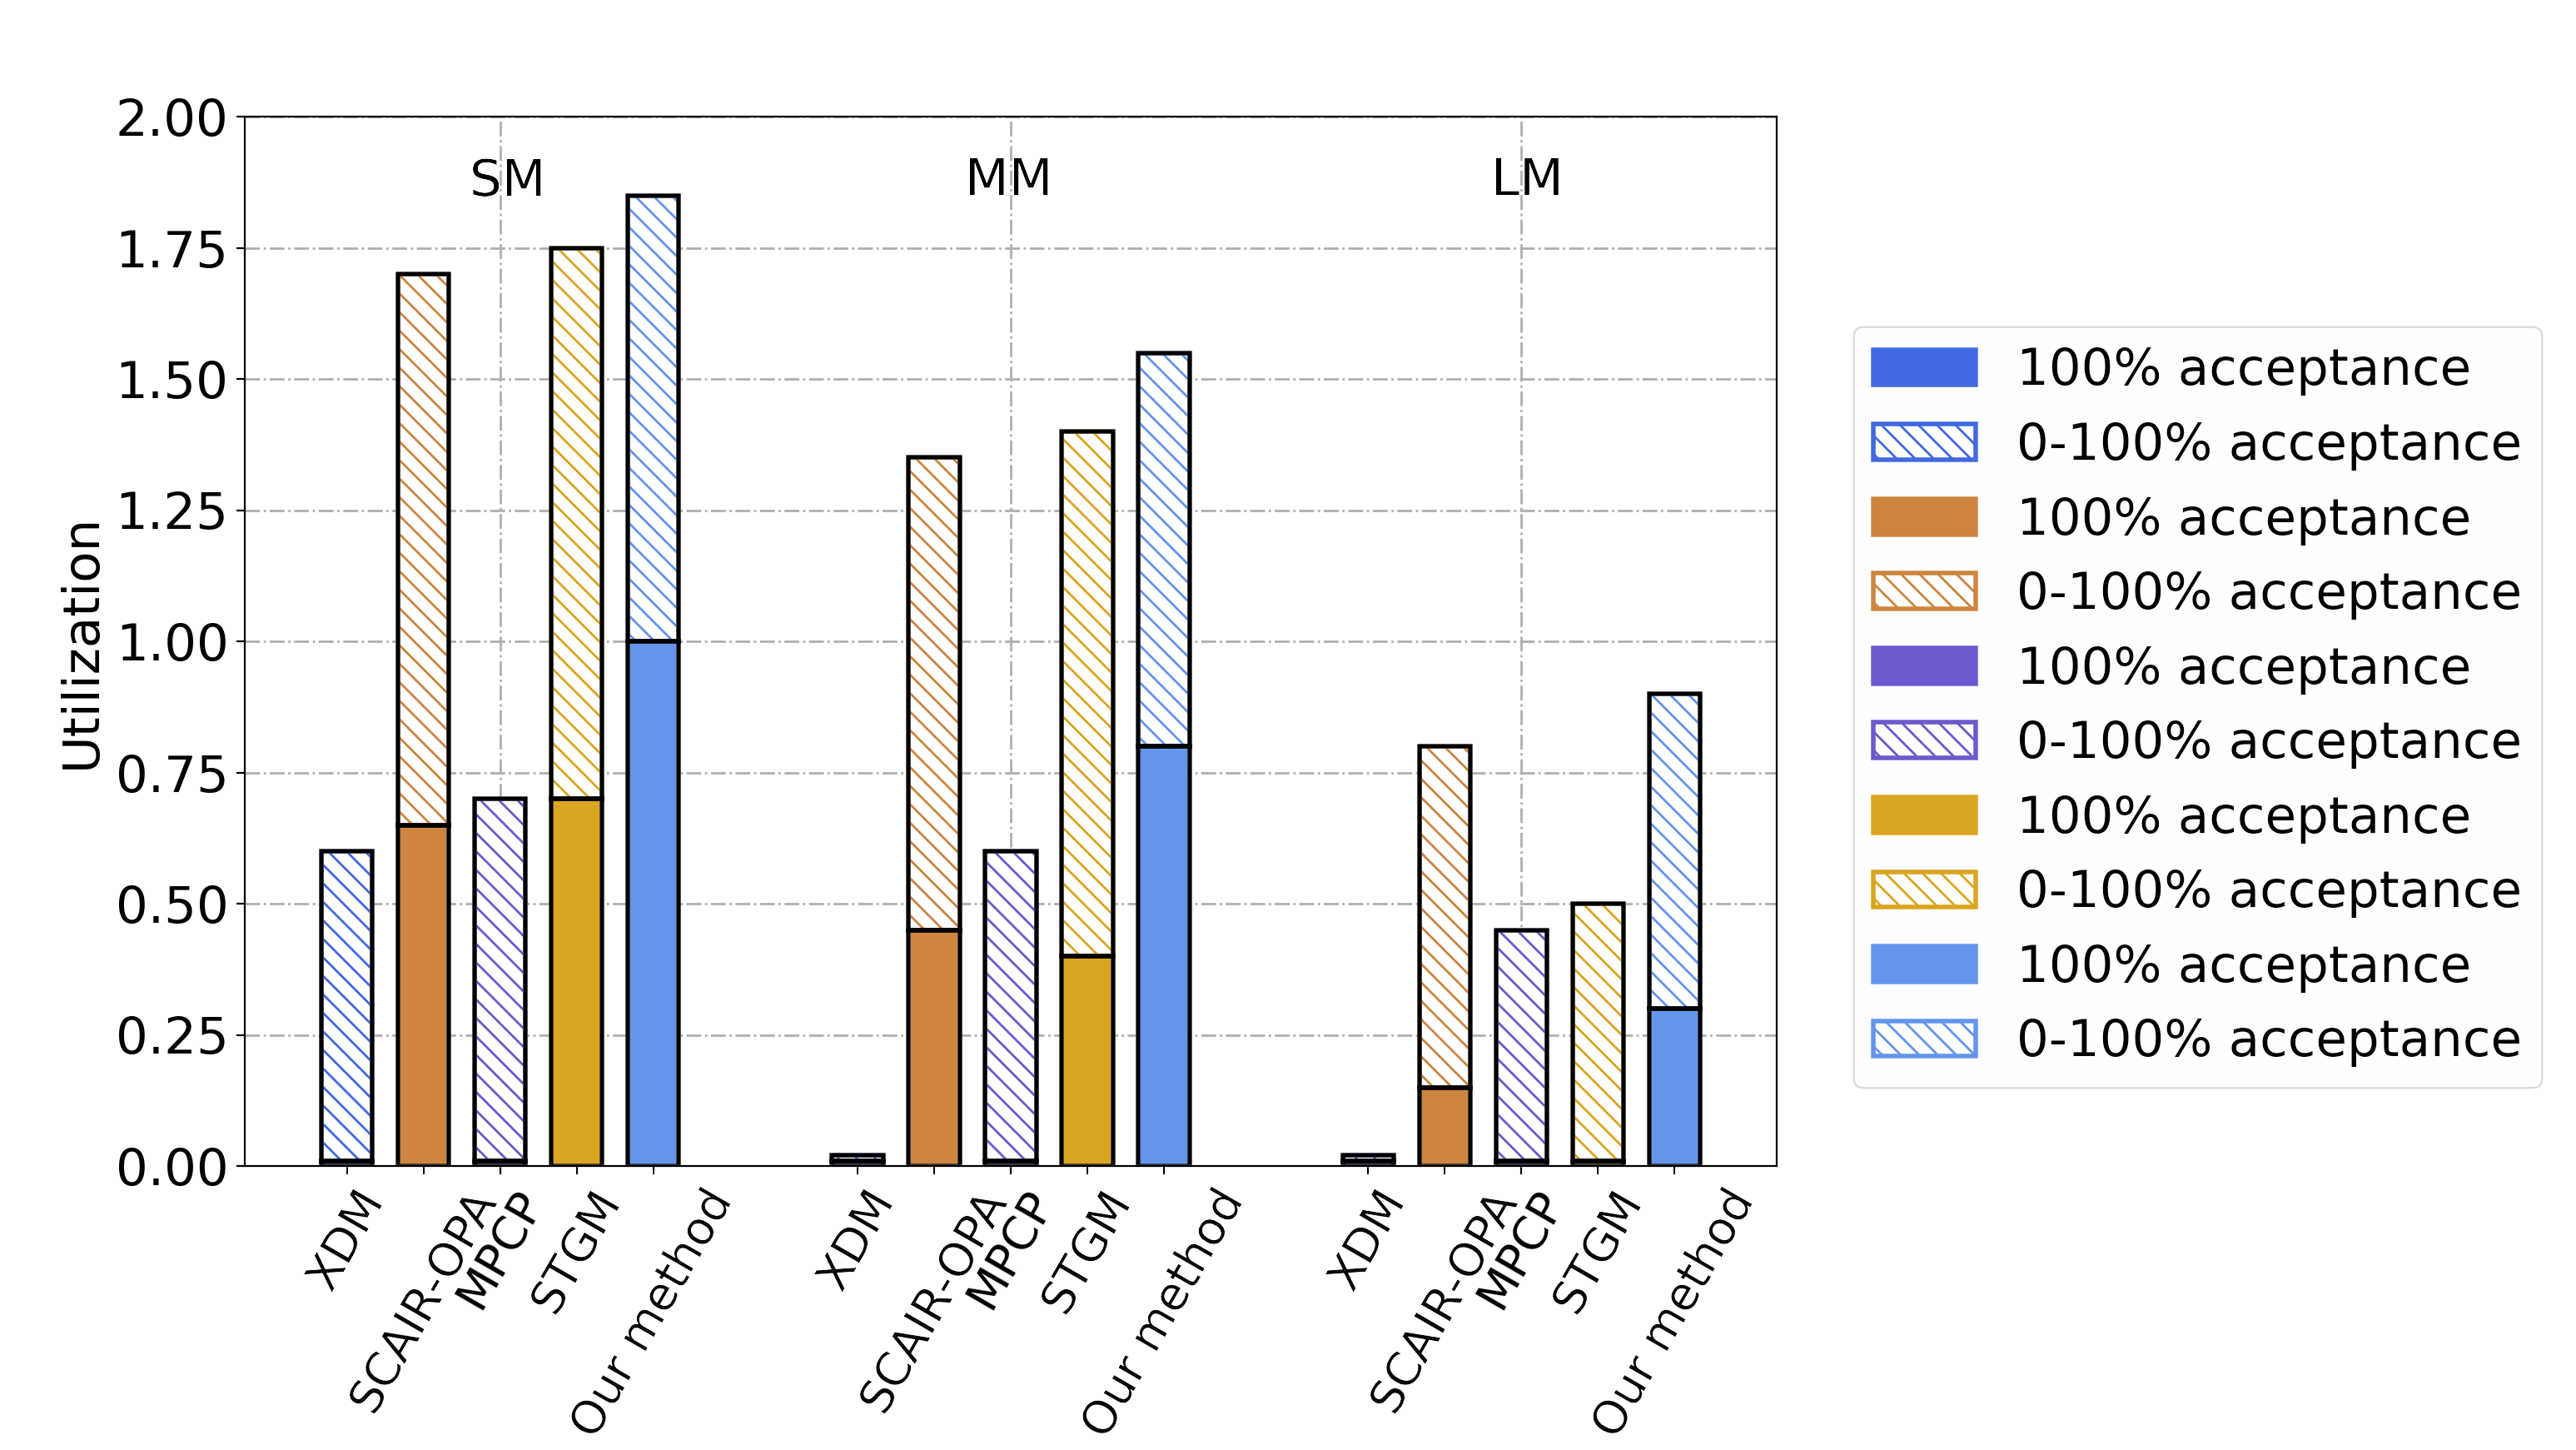 2.00
1.75
1.50
1.25
1.00
0.75
0.50
0.25
0.00
Utilization
SM
MM
LM
XDM
SCAIR-OPA
MPCP
STGM
Our method
XDM
SCAIR-OPA
MPCP
STGM
Our method
XDM
SCAIR-OPA
MPCP
STGM
Our method
100% acceptance
0-100% acceptance
100% acceptance
0-100% acceptance
100% acceptance
0-100% acceptance
100% acceptance
0-100% acceptance
100% acceptance
0-100% acceptance